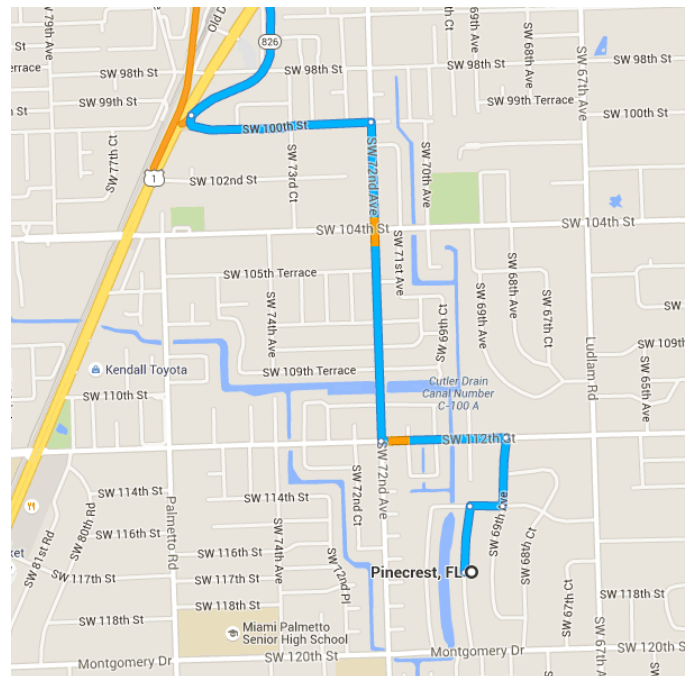 SW 79th Ave
Old D
826
SW 98th St
SW 98th St
SW 68th Ave
SW 98th St
SW 67th Ave
SW 99th St
SW 99th Terrace
SW 100th St
SW 100th St
SW 77th Ct
SW 72nd Ave
SW 70th Ave
1
SW 102nd St
SW 73rd Ct
SW 104th St
SW 104th St
SW 71st Ave
SW 105th Terrace
SW 74th Ave
SW 69th Ct
SW 69th Ave
SW 68th Ave
SW 67th Ct
Ludlam Rd
SW 109th
Kendall Toyota
SW 109th Terrace
Cutler Drain
Canal Number
C-100 A
SW 65th Ave
SW 110th St
SW 112th St
SW 72nd Ave
SW 114th St
SW 114th St
SW 72nd Ct
Palmetto Rd
SW 80th Rd
SW 81st Rd
SW 69th Ave
SW 68th Ct
SW 116th St
SW 74th Ave
SW 116th St
ket
SW 117th St
SW 117th St
SW 72nd Pl
Pinecrest, FL
SW 67th Ct
SW 118th St
SW 118th St
SW 118th St
Miami Palmetto
Senior High School
SW 67th Ave
Montgomery Dr
SW 120th St
SW 120th St